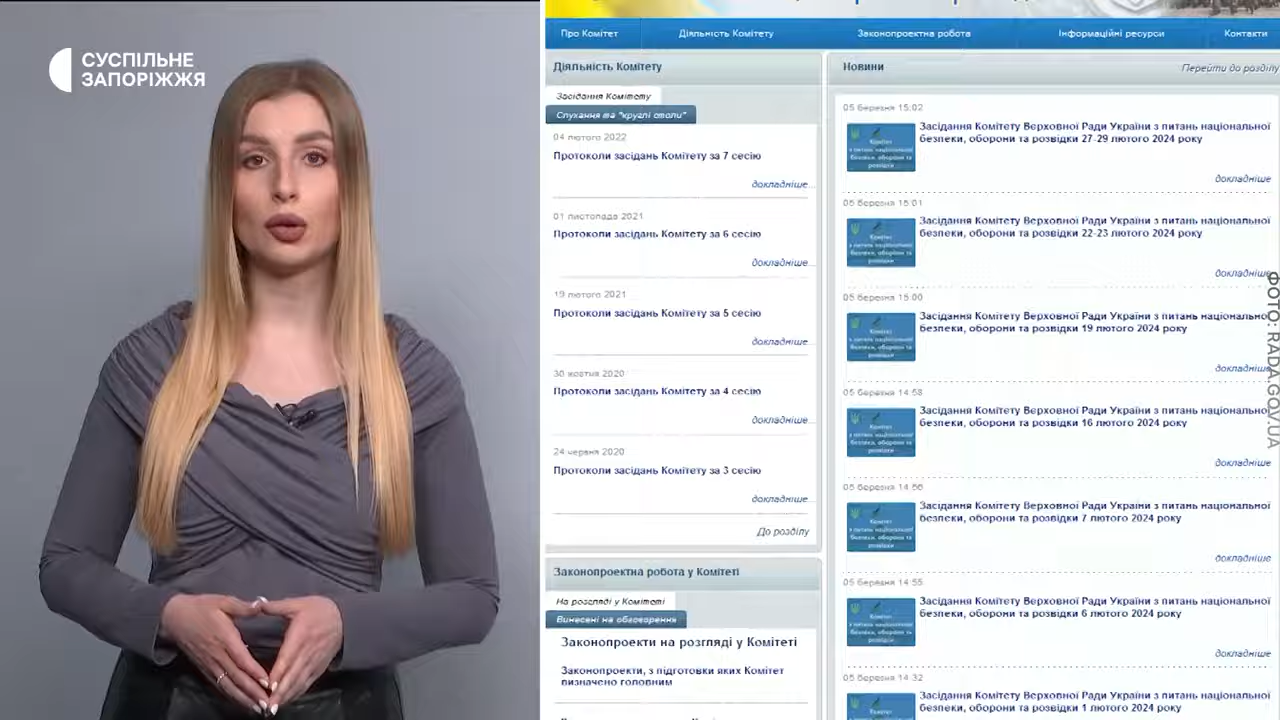 СУСПІЛЬНЕ
ЗАПОРІЖЖЯ
Про Комітет
Діяльність Комітету
Законопроектна робота
Інформаційні ресурси
Контакти
Діяльність Комітету
Засідання Комітету
Слухання та "круглі столи"
04 лютого 2022
Протоколи засідань Комітету за 7 сесію
докладніше...
01 листопада 2021
Протоколи засідань Комітету за 6 сесію
докладніше...
19 лютого 2021
Протоколи засідань Комітету за 5 сесію
докладніше...
30 жовтня 2020
Протоколи засідань Комітету за 4 сесію
докладніше...
24 червня 2020
Протоколи засідань Комітету за 3 сесію
докладніше...
До розділу
Законопроектна робота у Комітеті
На розгляді у Комітеті
Винесені на обговорення
Законопроекти на розгляді у Комітеті
Законопроекти, з підготовки яких Комітет
визначено головним
Новини
Перейти до розділу
05 березня 15:02
Засідання Комітету Верховної Ради України з питань національної
безпеки, оборони та розвідки 27-29 лютого 2024 року
докладніше
05 березня 15:01
Засідання Комітету Верховної Ради України з питань національної
безпеки, оборони та розвідки 22-23 лютого 2024 року
докладніше
05 березня 15:00
Засідання Комітету Верховної Ради України з питань національної
безпеки, оборони та розвідки 19 лютого 2024 року
докладніше
05 березня 14:58
Засідання Комітету Верховної Ради України з питань національної
безпеки, оборони та розвідки 16 лютого 2024 року
докладніше
05 березня 14:56
Засідання Комітету Верховної Ради України з питань національної
безпеки, оборони та розвідки 7 лютого 2024 року
докладніше
05 березня 14:55
Засідання Комітету Верховної Ради України з питань національної
безпеки, оборони та розвідки 6 лютого 2024 року
докладніше
05 березня 14:32
Засідання Комітету Верховної Ради України з питань національної
безпеки, оборони та розвідки 1 лютого 2024 року
ФОТО: RADA.GOV.UA